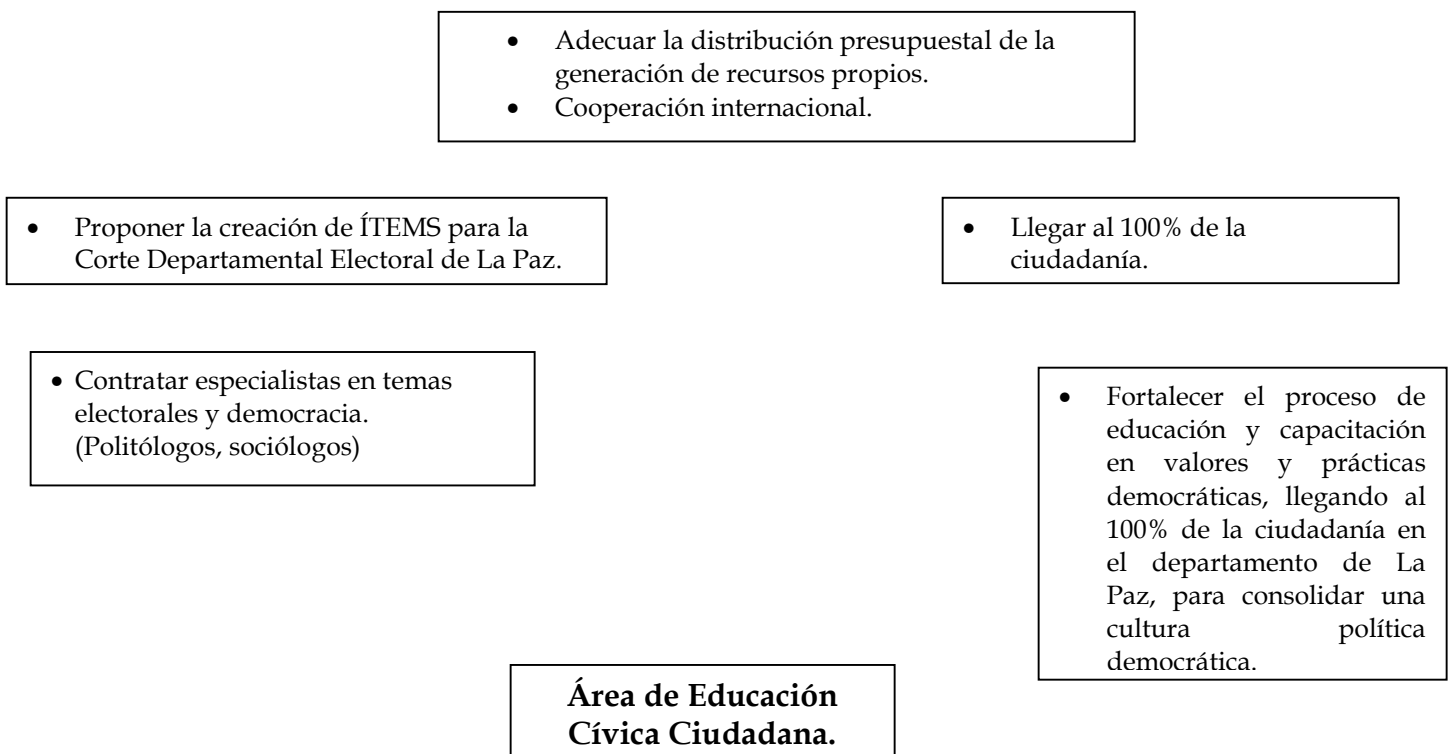 • Adecuar la distribución presupuestal de la
generación de recursos propios.
• Cooperación internacional.
• Proponer la creación de ÍTEMS para la
Corte Departamental Electoral de La Paz.
• Llegar al 100% de la
ciudadanía.
• Contratar especialistas en temas
electorales y democracia.
(Politólogos, sociólogos)
• Fortalecer el proceso de
educación y capacitación
en valores y prácticas
democráticas, llegando al
100% de la ciudadanía en
el departamento de La
Paz, para consolidar una
cultura política
democrática.
Área de Educación
Cívica Ciudadana.